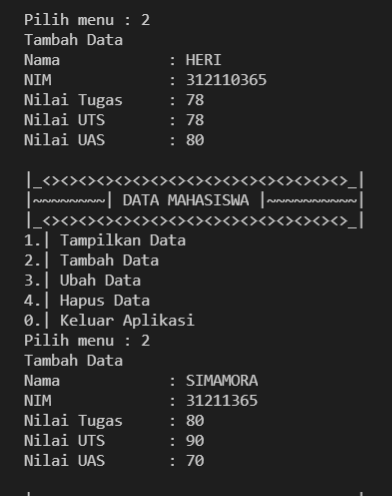 Pilih menu : 2
Tambah Data
Nama             : HERI
NIM              : 312110365
Nilai Tugas      : 78
Nilai UTS        : 78
Nilai UAS        : 80
|_<><><><><><><><><><><><><><><><><>_|
|~~~~~~~~| DATA MAHASISWA |~~~~~~~~~~|
|_<><><><><><><><><><><><><><><><><>_|
1.| Tampilkan Data
2.| Tambah Data
3.| Ubah Data
4.| Hapus Data
0.| Keluar Aplikasi
Pilih menu : 2
Tambah Data
Nama             : SIMAMORA
NIM              : 31211365
Nilai Tugas      : 80
Nilai UTS        : 90
Nilai UAS        : 70